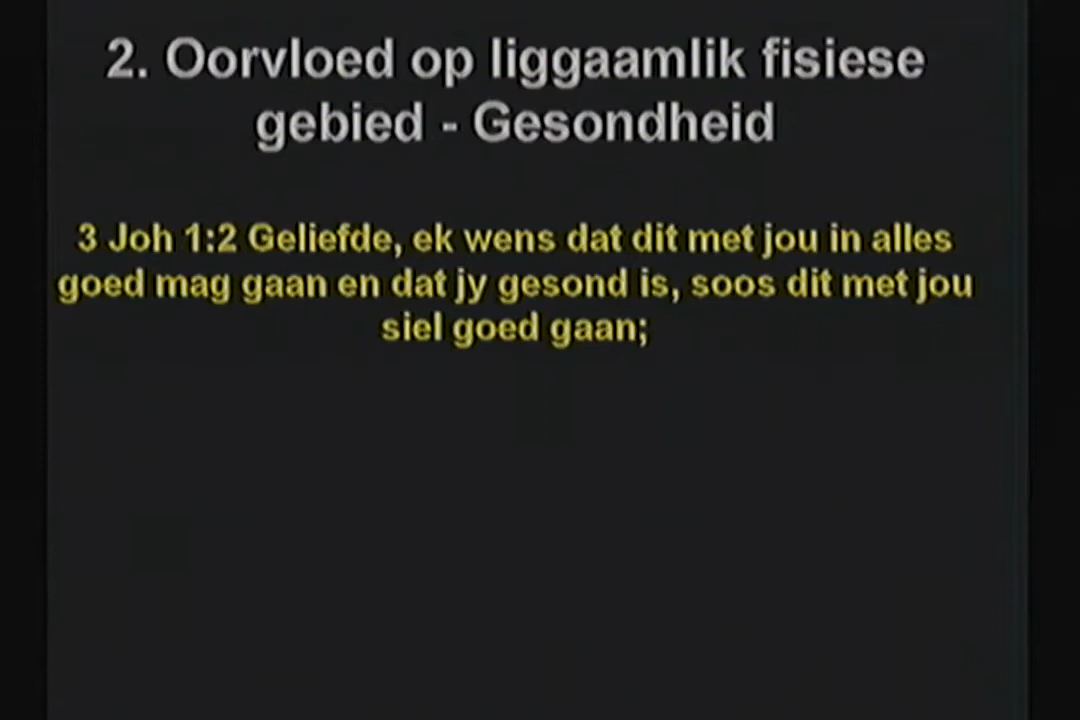 2. Oorvloed op liggaamlik fisiese
gebied - Gesondheid
3 Joh 1:2 Geliefde, ek wens dat dit met jou in alles
goed mag gaan en dat jy gesond is, soos dit met jou
siel goed gaan;